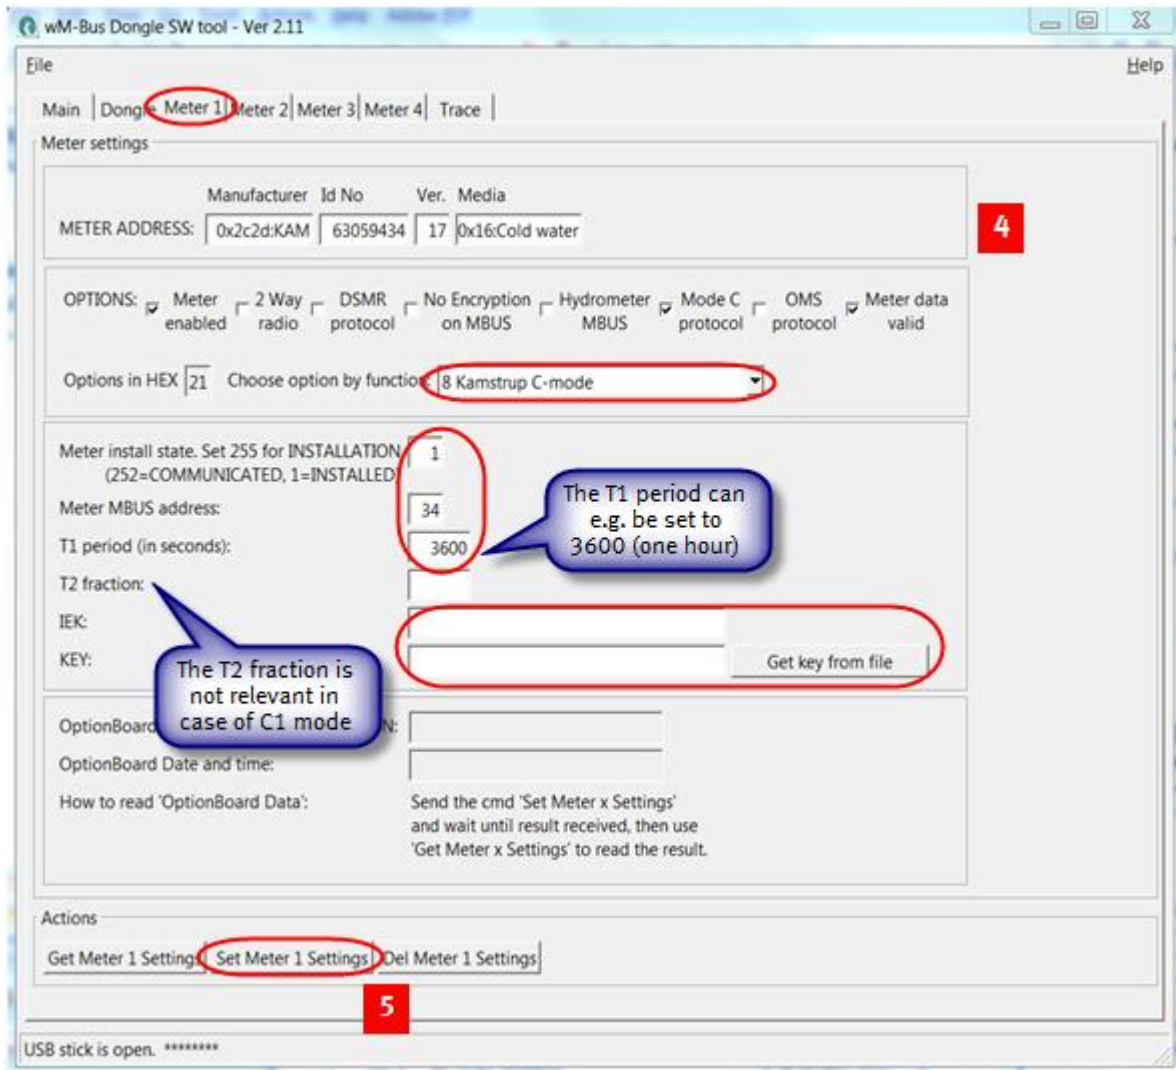 wM-Bus Dongle SW tool - Ver 2.11
File Help
Main Dongle Meter 1 Meter 2 Meter 3 Meter 4 Trace
Meter settings
Manufacturer Id No Ver. Media
METER ADDRESS: 0x2c2d:KAM 63059434 17 0x16:Cold water
4
OPTIONS: Meter enabled 2 Way radio DSMR protocol No Encryption on MBUS Hydrometer MBUS Mode C protocol OMS protocol Meter data valid
Options in HEX 21 Choose option by function: 8 Kamstrup C-mode
Meter install state. Set 255 for INSTALLATION 1
(252=COMMUNICATED, 1=INSTALLED)
Meter MBUS address: 34
T1 period (in seconds): 3600
The T1 period can
e.g. be set to
3600 (one hour)
T2 fraction:
IEK:
KEY: Get key from file
The T2 fraction is
not relevant in
case of C1 mode
OptionBoard N:
OptionBoard Date and time:
How to read 'OptionBoard Data': Send the cmd 'Set Meter x Settings'
and wait until result received, then use
'Get Meter x Settings' to read the result.
Actions
Get Meter 1 Settings Set Meter 1 Settings Del Meter 1 Settings
5
USB stick is open. ********